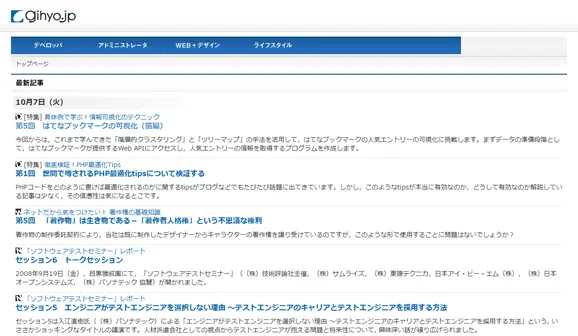 gihyo.jp
デベロッパ アドミニストレータ WEB+デザイン ライフスタイル
トップページ
最新記事
10月7日（火）
[特集] 具体例で学ぶ！情報可視化のテクニック
第5回　はてなブックマークの可視化（前編）
今回からは、これまで学んできた「階層的クラスタリング」と「ツリーマップ」の手法を活用して、はてなブックマークの人気エントリーの可視化に挑戦します。まずデータの準備段階として、はてなブックマークが提供するWeb APIにアクセスし、人気エントリーの情報を取得するプログラムを作成します。
[特集] 徹底検証！PHP最適化Tips
第1回　世間で噂されるPHP最適化tipsについて検証する
PHPコードをどのように書けば最適化されるのかに関するtipsがブログなどでもたびたび話題に出てきています。しかし、このようなtipsが本当に有効なのか、どうして有効なのか解説している記事は少なく、その信憑性は気になるとこです。
ネットだから気をつけたい！ 著作権の基礎知識
第5回　「著作物」は生き物である－「著作者人格権」という不思議な権利
著作物の制作委託契約により、当社は既に制作したデザイナーからキャラクターの著作権を譲り受けているのですが、このような形で使用することに問題はないでしょうか？
「ソフトウェアテストセミナー」レポート
セッション6　トークセッション
2008年9月19日（金）、目黒雅叙園にて、「ソフトウェアテストセミナー」（（株）技術評論社主催，（株）サムライズ，（株）東陽テクニカ，日本アイ・ビー・エム（株），（株）日本オープンシステムズ，（株）パソナテック 協賛）が開かれました。
「ソフトウェアテストセミナー」レポート
セッション5　エンジニアがテストエンジニアを選択しない理由 ～テストエンジニアのキャリアとテストエンジニアを採用する方法
セッション5は入江直樹氏（（株）パソナテック）による「エンジニアがテストエンジニアを選択しない理由 ～テストエンジニアのキャリアとテストエンジニアを採用する方法」という、いささかショッキングなタイトルの講演です。人材派遣会社としての視点からテストエンジニアが抱える問題と将来性について、興味深い話が繰り広げられました。